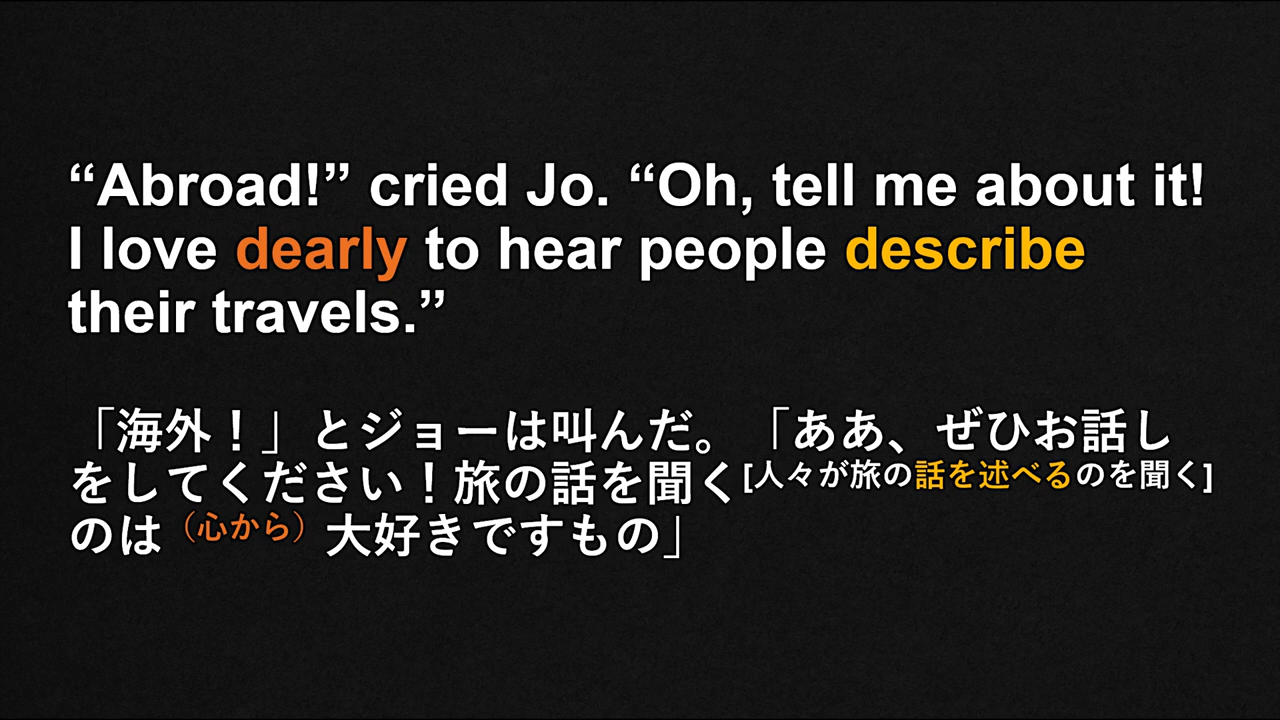 “Abroad!” cried Jo. “Oh, tell me about it!
I love dearly to hear people describe
their travels.”
「海外！」とジョーは叫んだ。「ああ、ぜひお話し
をしてください！旅の話を聞く[人々が旅の話を述べるのを聞く]
のは（心から）大好きですもの」